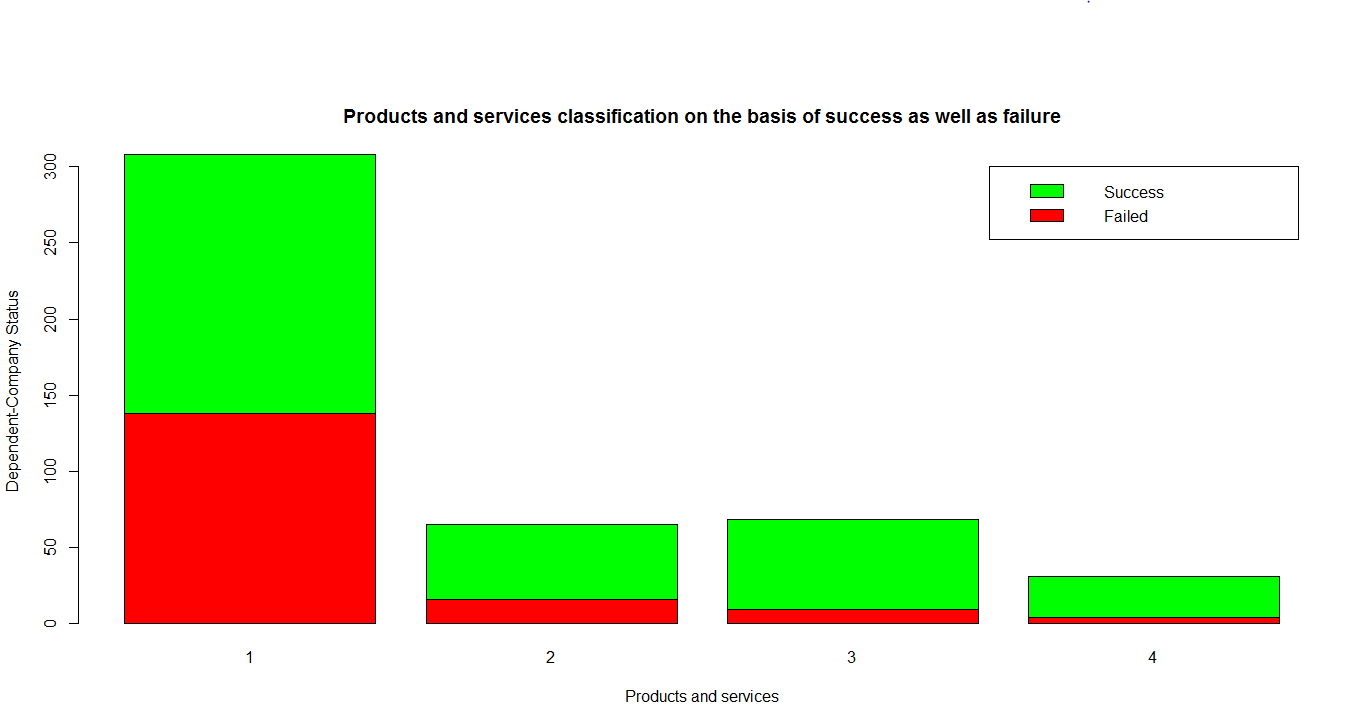 Products and services classification on the basis of success as well as failure
300
250
200
150
100
50
0
Dependent-Company Status
Success
Failed
1
2
3
4
Products and services